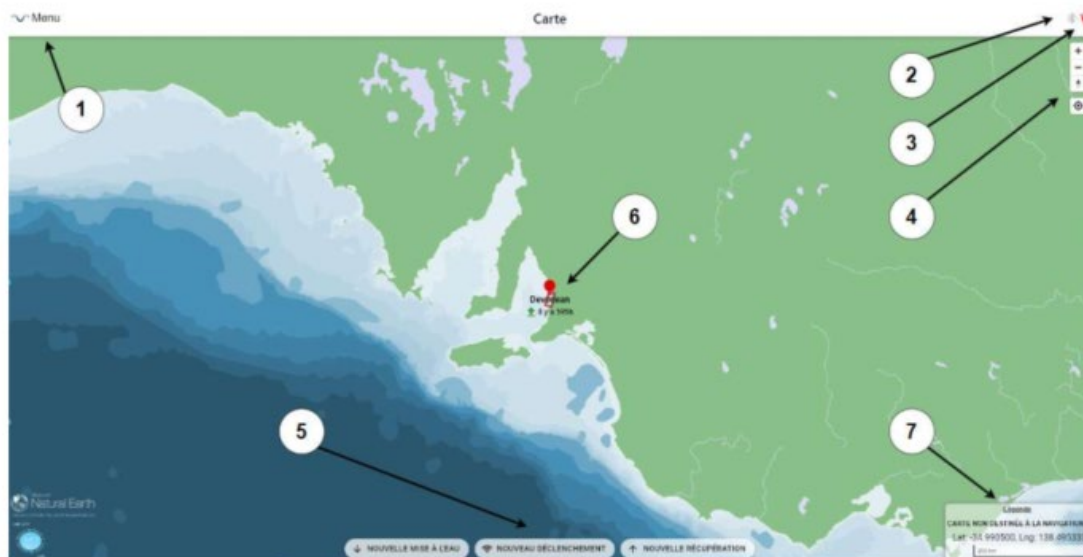 Menu
Carte
1
2
3
4
5
6
7
+
−
Natural Earth
Légende
CARTE NON DESTINÉE À LA NAVIGATION
NOUVELLE MISE À L'EAU
NOUVEAU DÉCLENCHEMENT
NOUVELLE RÉCUPÉRATION